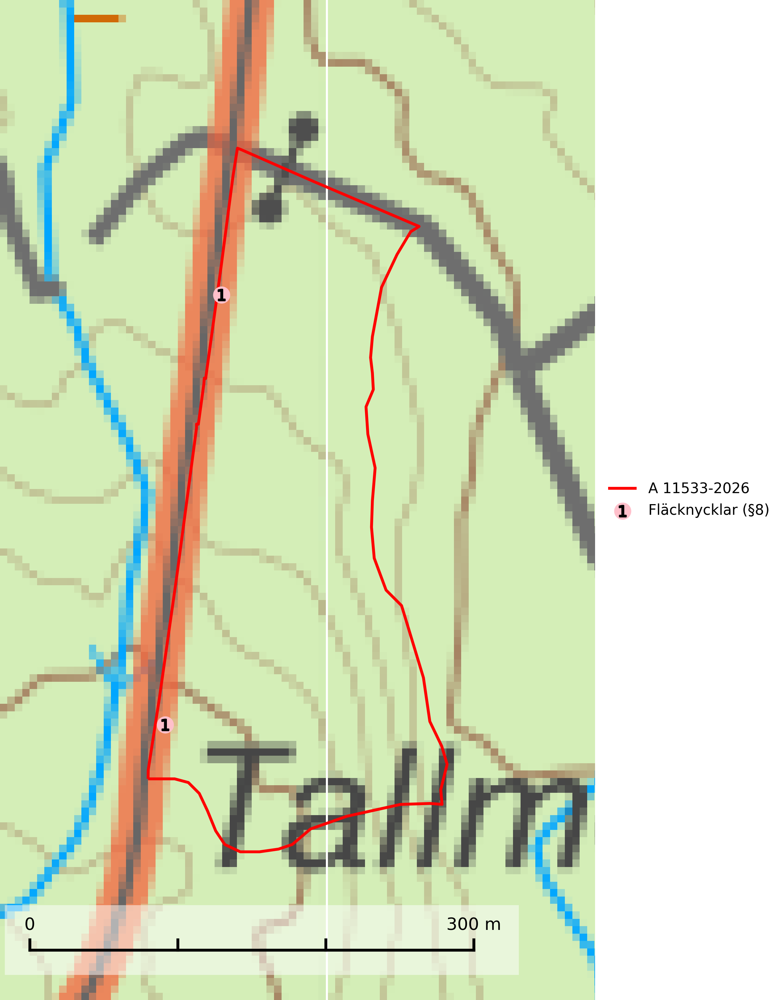 1
1
Tallm
0
300 m
A 11533-2026
1 Fläcknycklar (§8)